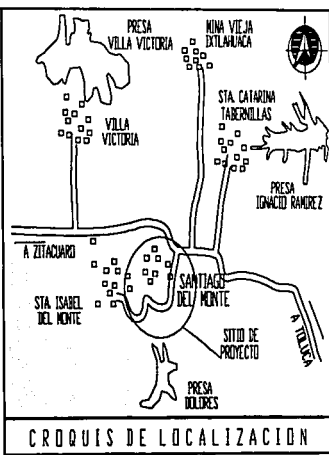 PRESA
VILLA VICTORIA
MINA VIEJA
IXTLAHUACA
STA. CATARINA
TABERNILLAS
VILLA
VICTORIA
PRESA
IGNACIO RAMIREZ
A ZITACUARO
SANTIAGO
DEL MONTE
STA. ISABEL
DEL MONTE
SITIO DE
PROYECTO
A TOLUCA
PRESA
DOLORES
CROQUIS DE LOCALIZACION